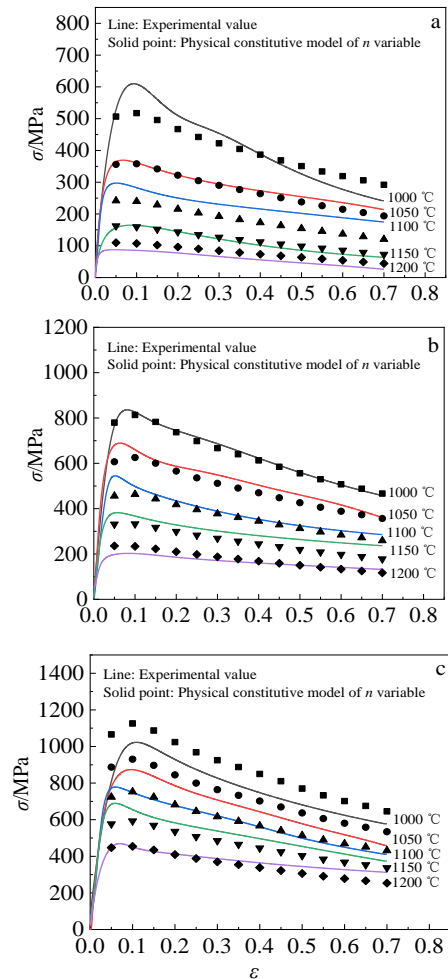 a
800
700
600
500
400
300
200
100
0
σ/MPa
Line: Experimental value
Solid point: Physical constitutive model of n variable
1000 ℃
1050 ℃
1100 ℃
1150 ℃
1200 ℃
0.0 0.1 0.2 0.3 0.4 0.5 0.6 0.7 0.8
b
1200
1000
800
600
400
200
0
σ/MPa
Line: Experimental value
Solid point: Physical constitutive model of n variable
1000 ℃
1050 ℃
1100 ℃
1150 ℃
1200 ℃
0.0 0.1 0.2 0.3 0.4 0.5 0.6 0.7 0.8
c
1400
1200
1000
800
600
400
200
0
σ/MPa
Line: Experimental value
Solid point: Physical constitutive model of n variable
1000 ℃
1050 ℃
1100 ℃
1150 ℃
1200 ℃
0.0 0.1 0.2 0.3 0.4 0.5 0.6 0.7 0.8
ε